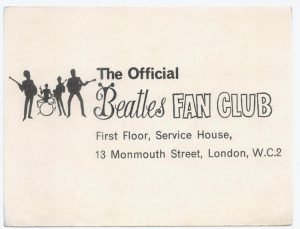 The Official
Beatles FAN CLUB
First Floor, Service House,
13 Monmouth Street, London, W.C.2